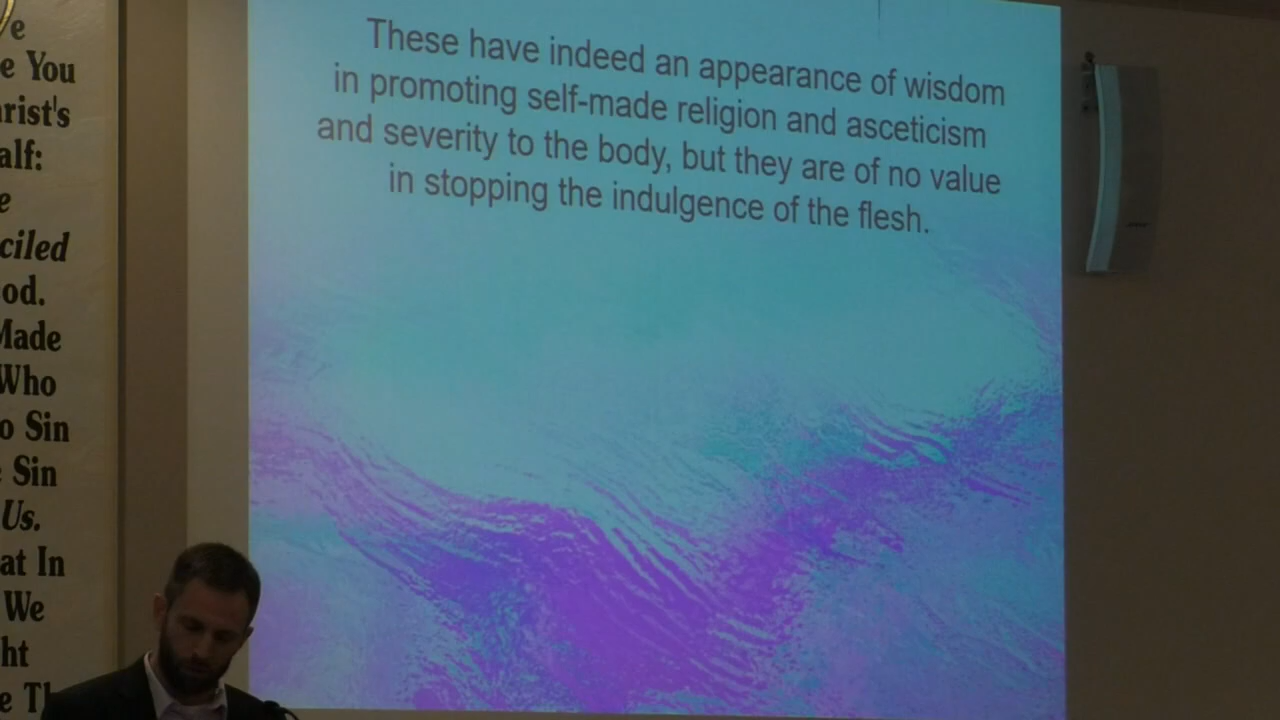 e
e You
rist's
alf:
e
ciled
od.
Made
Who
o Sin
Sin
Us.
at In
We
ht
e Th
These have indeed an appearance of wisdom
in promoting self-made religion and asceticism
and severity to the body, but they are of no value
in stopping the indulgence of the flesh.